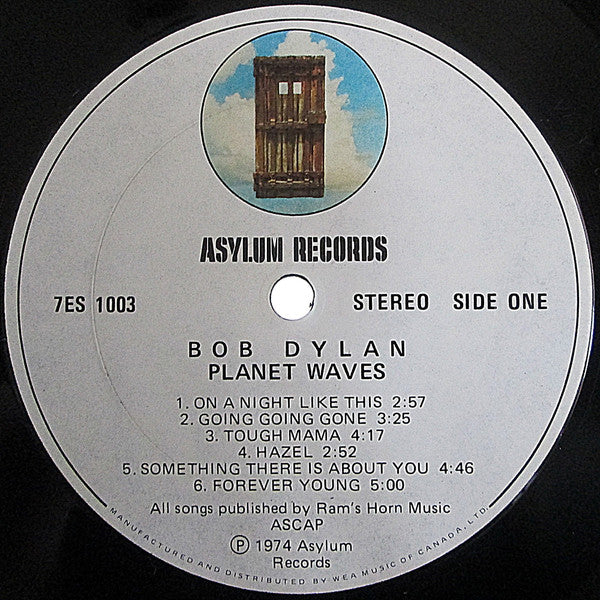 ASYLUM RECORDS
7ES 1003 STEREO SIDE ONE
BOB DYLAN
PLANET WAVES
1. ON A NIGHT LIKE THIS 2:57
2. GOING GOING GONE 3:25
3. TOUGH MAMA 4:17
4. HAZEL 2:52
5. SOMETHING THERE IS ABOUT YOU 4:46
6. FOREVER YOUNG 5:00
All songs published by Ram's Horn Music
ASCAP
℗ 1974 Asylum
Records
MANUFACTURED AND DISTRIBUTED BY WEA MUSIC OF CANADA, LTD.